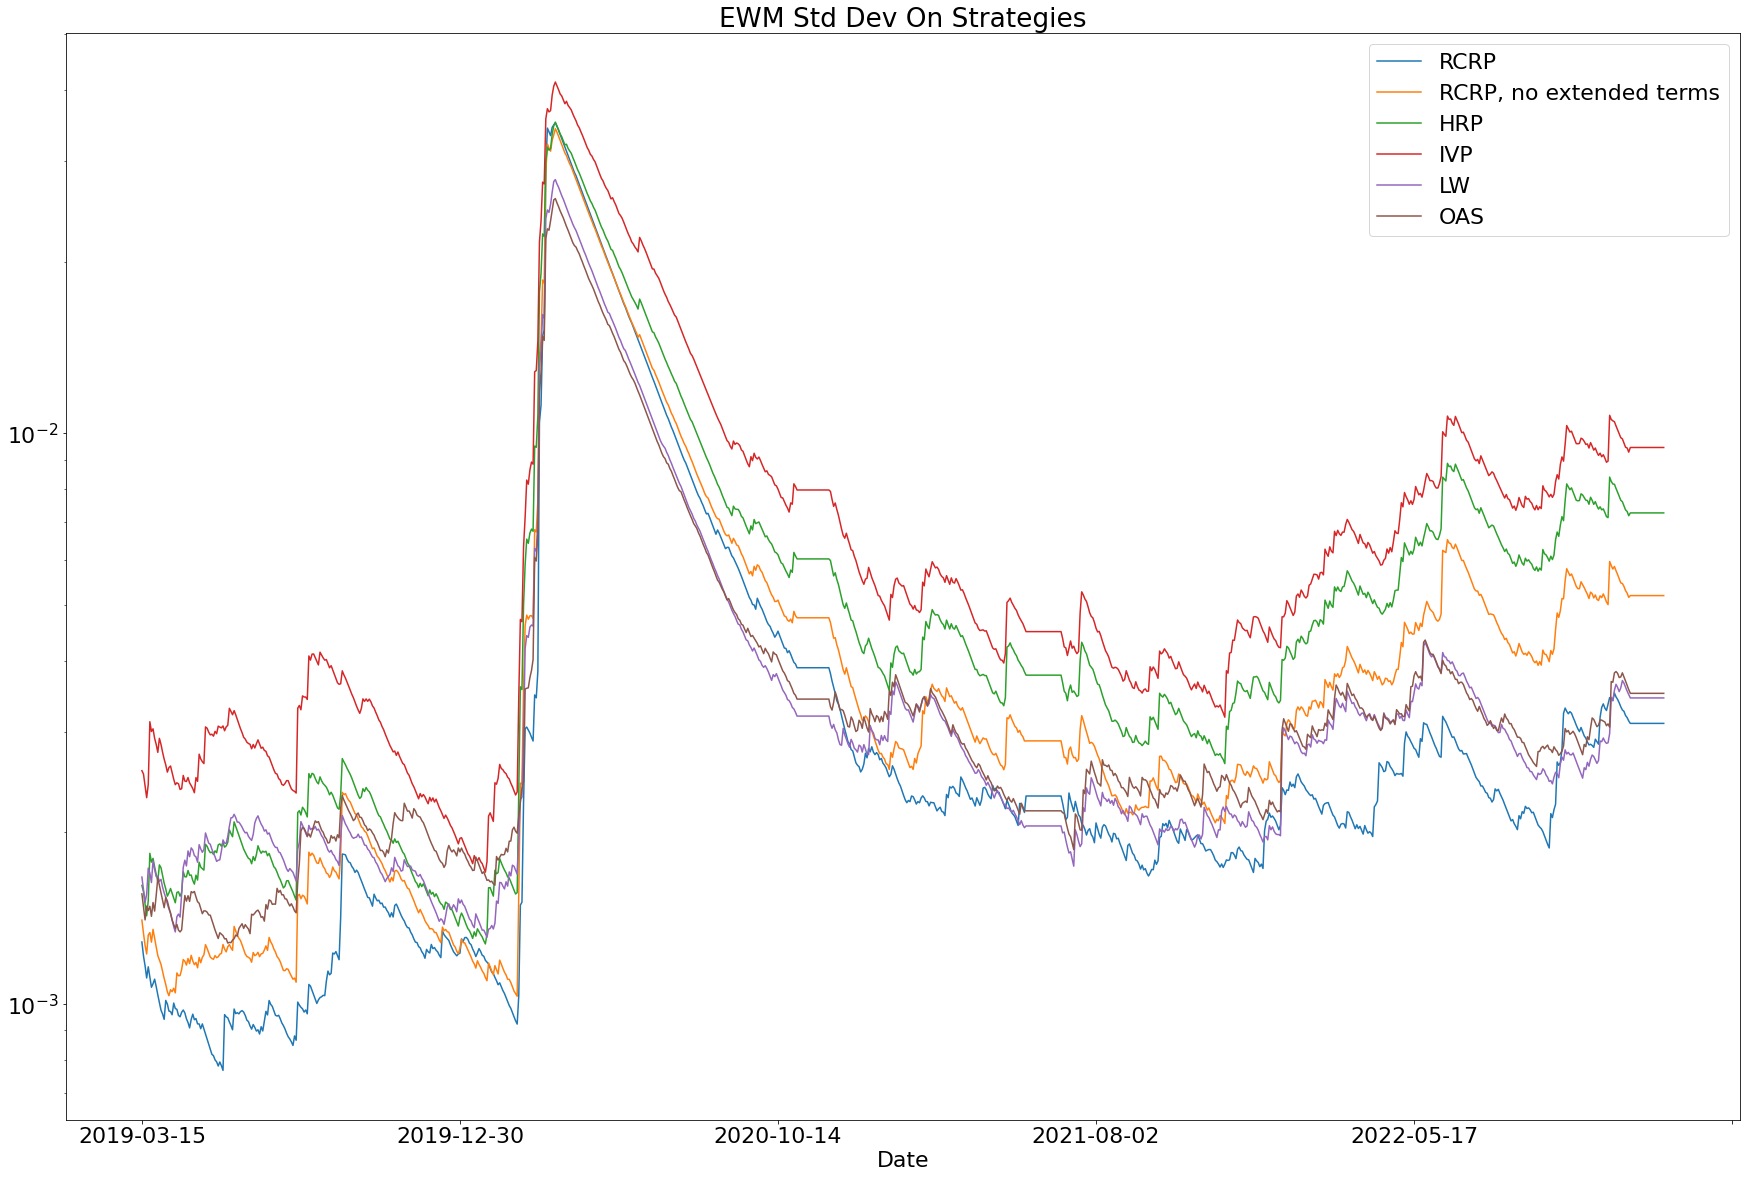 EWM Std Dev On Strategies
RCRP
RCRP, no extended terms
HRP
IVP
LW
OAS
10⁻²
10⁻³
2019-03-15 2019-12-30 2020-10-14 2021-08-02 2022-05-17
Date